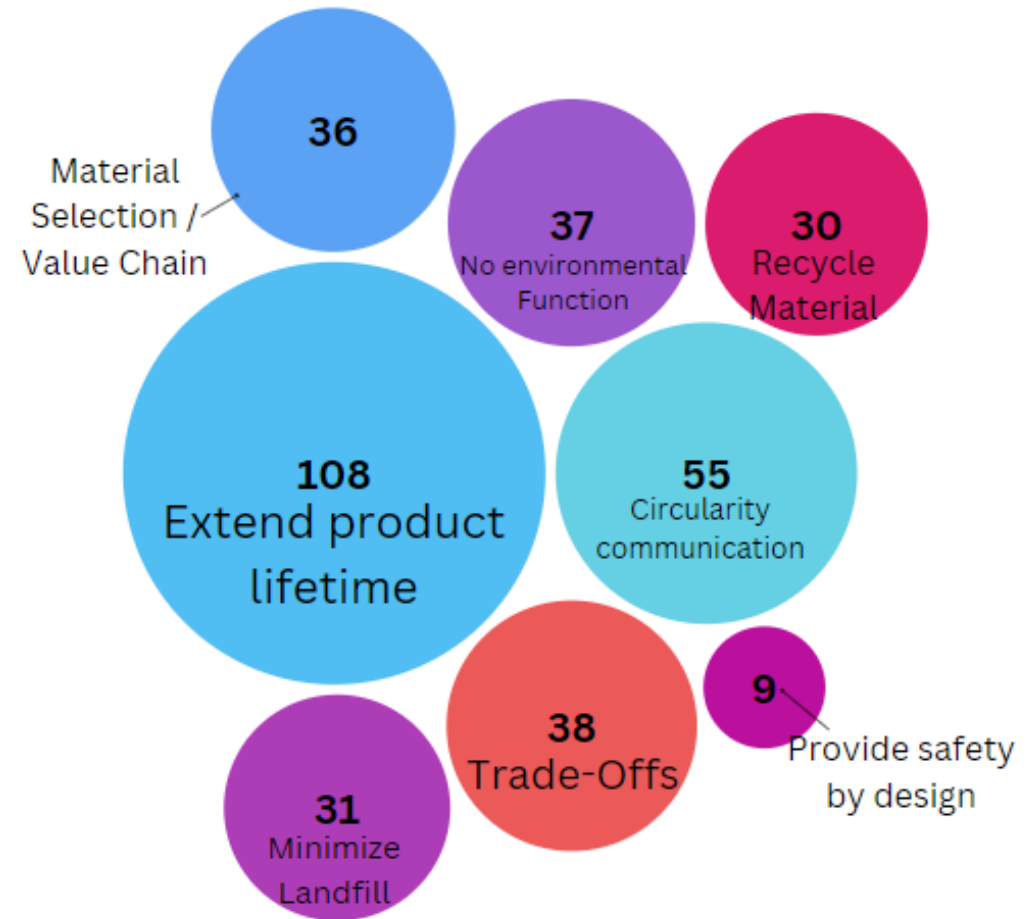 36
Material
Selection /
Value Chain
37
No environmental
Function
30
Recycle
Material
108
Extend product
lifetime
55
Circularity
communication
38
Trade-Offs
9
Provide safety
by design
31
Minimize
Landfill